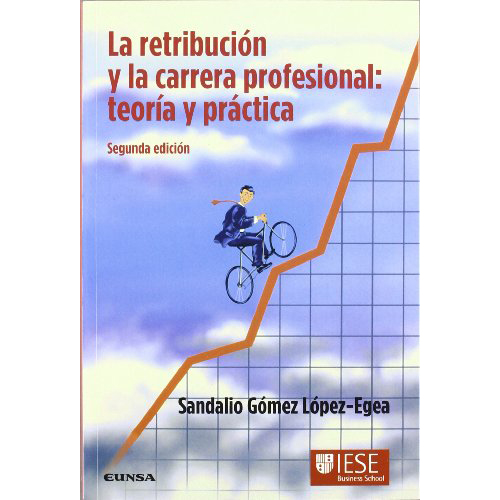 La retribución
y la carrera profesional:
teoría y práctica
Segunda edición
Sandalio Gómez López-Egea
EUNSA
IESE
Business School